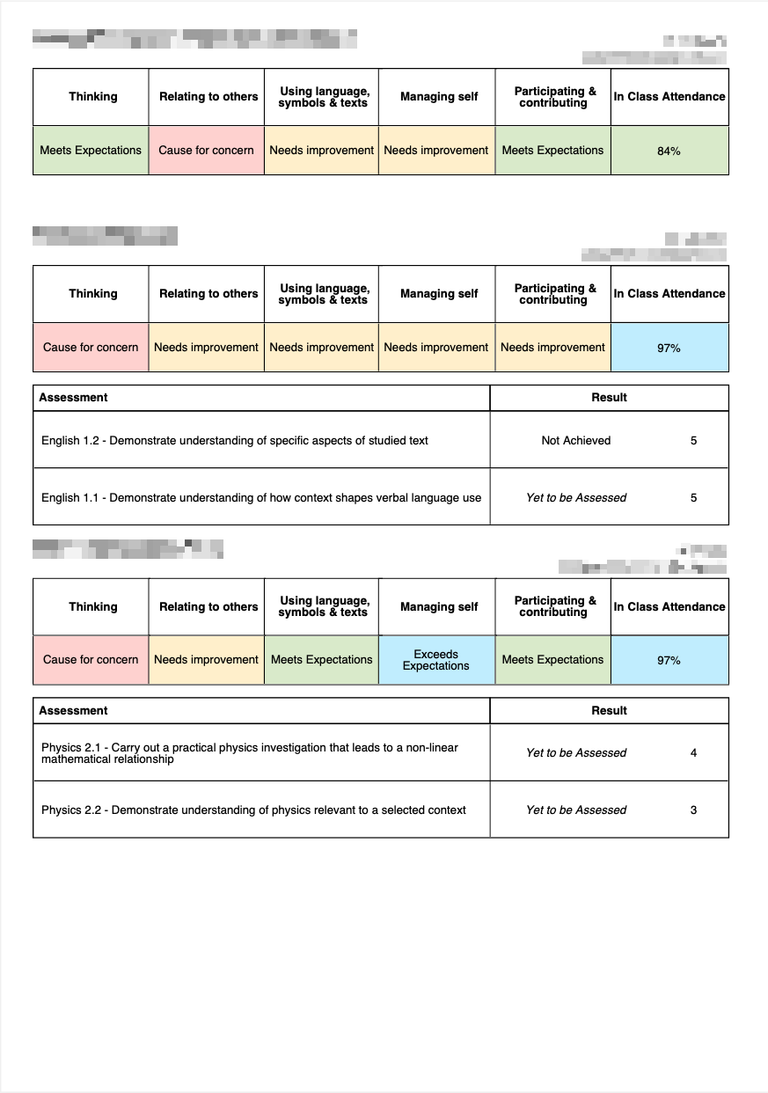 Thinking Relating to others Using language, symbols & texts Managing self Participating & contributing In Class Attendance
Meets Expectations Cause for concern Needs improvement Needs improvement Meets Expectations 84%
Thinking Relating to others Using language, symbols & texts Managing self Participating & contributing In Class Attendance
Cause for concern Needs improvement Needs improvement Needs improvement Needs improvement 97%
Assessment Result
English 1.2 - Demonstrate understanding of specific aspects of studied text Not Achieved 5
English 1.1 - Demonstrate understanding of how context shapes verbal language use Yet to be Assessed 5
Thinking Relating to others Using language, symbols & texts Managing self Participating & contributing In Class Attendance
Cause for concern Needs improvement Meets Expectations Exceeds Expectations Meets Expectations 97%
Assessment Result
Physics 2.1 - Carry out a practical physics investigation that leads to a non-linear mathematical relationship Yet to be Assessed 4
Physics 2.2 - Demonstrate understanding of physics relevant to a selected context Yet to be Assessed 3